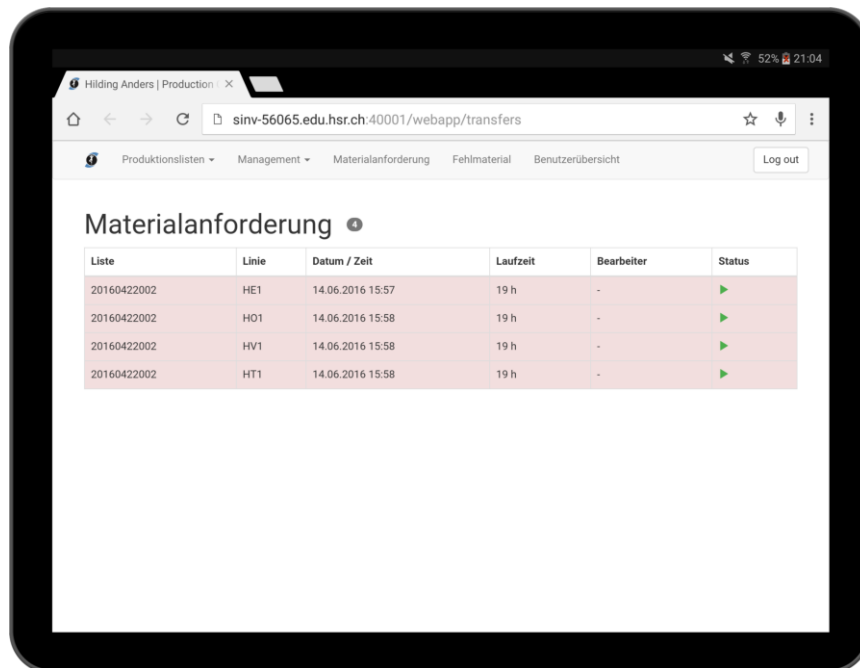 52% 21:04
Hilding Anders | Production
sinv-56065.edu.hsr.ch:40001/webapp/transfers
Produktionslisten Management Materialanforderung Fehlmaterial Benutzerübersicht Log out
Materialanforderung 4
Liste Linie Datum / Zeit Laufzeit Bearbeiter Status
20160422002 HE1 14.06.2016 15:57 19 h -
20160422002 HO1 14.06.2016 15:58 19 h -
20160422002 HV1 14.06.2016 15:58 19 h -
20160422002 HT1 14.06.2016 15:58 19 h -